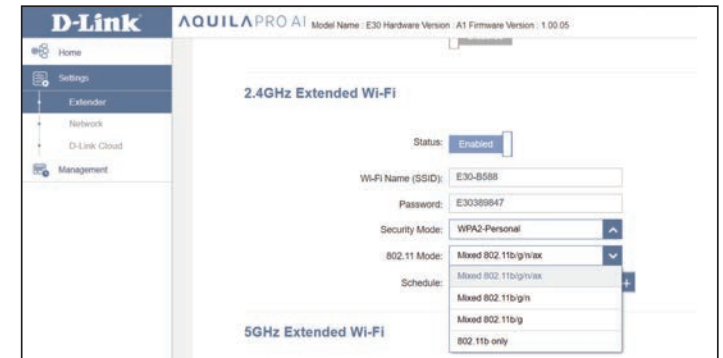 D-Link AQUILA PRO AI Model Name : E30 Hardware Version : A1 Firmware Version : 1.00.05
Home
Settings
Extender
Network
D-Link Cloud
Management
2.4GHz Extended Wi-Fi
Status: Enabled
Wi-Fi Name (SSID): E30-B588
Password: E30389847
Security Mode: WPA2-Personal
802.11 Mode: Mixed 802.11b/g/n/ax
Mixed 802.11b/g/n/ax
Schedule: +
Mixed 802.11b/g/n
Mixed 802.11b/g
802.11b only
5GHz Extended Wi-Fi